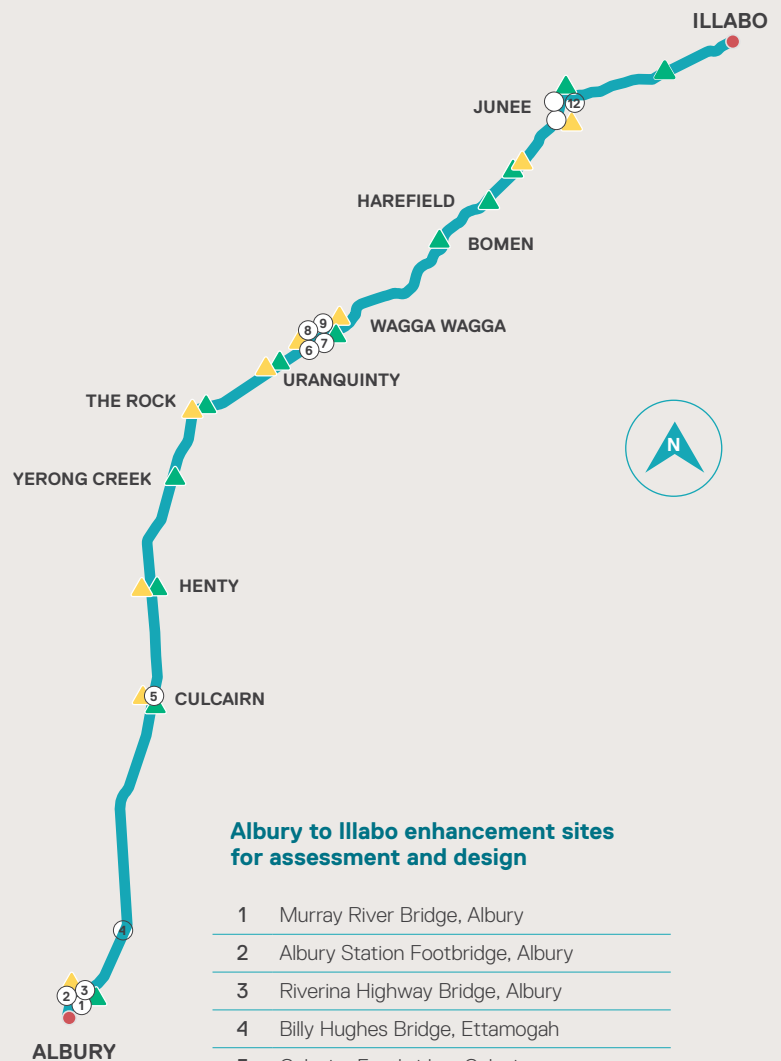 ILLABO
JUNEE
12
HAREFIELD
BOMEN
WAGGA WAGGA
9
8
7
6
URANQUINTY
THE ROCK
N
YERONG CREEK
HENTY
5
CULCAIRN
Albury to Illabo enhancement sites
for assessment and design
1 Murray River Bridge, Albury
2 Albury Station Footbridge, Albury
3 Riverina Highway Bridge, Albury
4 Billy Hughes Bridge, Ettamogah
4
3
2
1
ALBURY